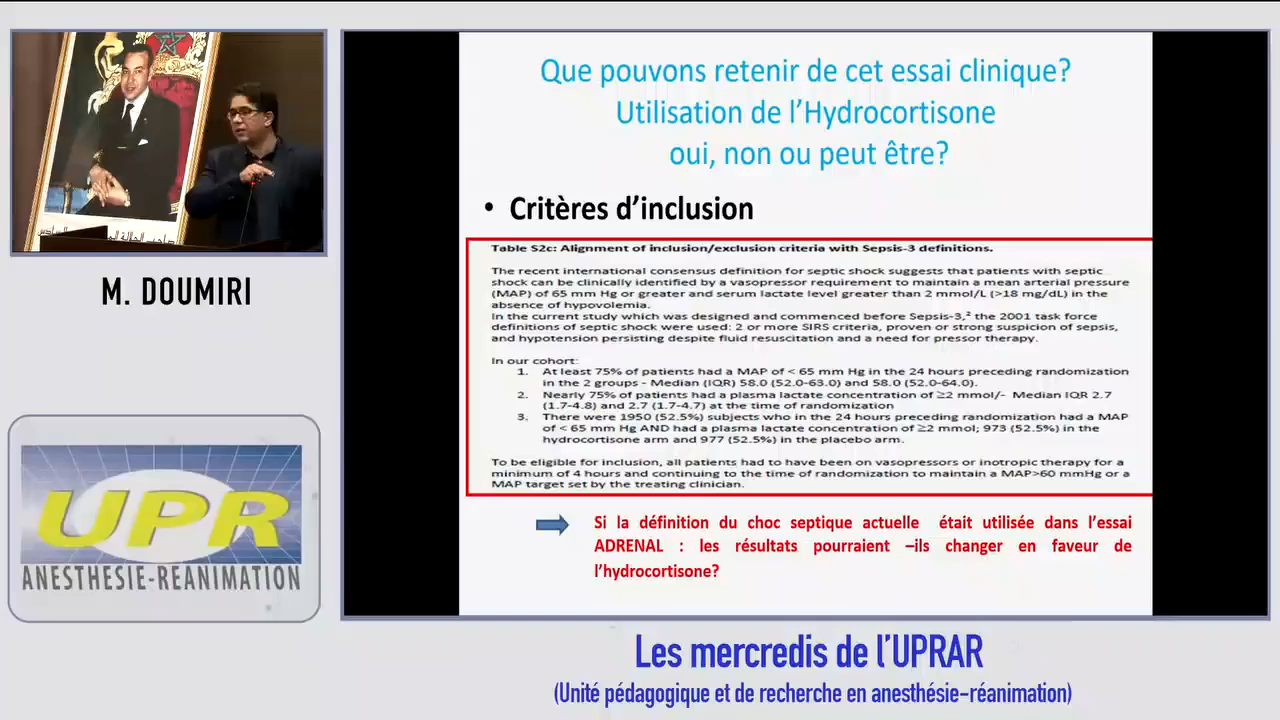 Que pouvons retenir de cet essai clinique?
Utilisation de l'Hydrocortisone
oui, non ou peut être?
• Critères d'inclusion
Table S2c: Alignment of inclusion/exclusion criteria with Sepsis-3 definitions.
The recent international consensus definition for septic shock suggests that patients with septic
shock can be clinically identified by a vasopressor requirement to maintain a mean arterial pressure
(MAP) of 65 mm Hg or greater and serum lactate level greater than 2 mmol/L (>18 mg/dL) in the
absence of hypovolemia.
In the current study which was designed and commenced before Sepsis-3,² the 2001 task force
definitions of septic shock were used: 2 or more SIRS criteria, proven or strong suspicion of sepsis,
and hypotension persisting despite fluid resuscitation and a need for pressor therapy.
In our cohort:
1. At least 75% of patients had a MAP of < 65 mm Hg in the 24 hours preceding randomization
in the 2 groups - Median (IQR) 58.0 (52.0-63.0) and 58.0 (52.0-64.0).
2. Nearly 75% of patients had a plasma lactate concentration of ≥2 mmol/- Median IQR 2.7
(1.7-4.8) and 2.7 (1.7-4.7) at the time of randomization
3. There were 1950 (52.5%) subjects who in the 24 hours preceding randomization had a MAP
of < 65 mm Hg AND had a plasma lactate concentration of ≥2 mmol; 973 (52.5%) in the
hydrocortisone arm and 977 (52.5%) in the placebo arm.
To be eligible for inclusion, all patients had to have been on vasopressors or inotropic therapy for a
minimum of 4 hours and continuing to the time of randomization to maintain a MAP>60 mmHg or a
MAP target set by the treating clinician.
Si la définition du choc septique actuelle était utilisée dans l'essai
ADRENAL : les résultats pourraient –ils changer en faveur de
l'hydrocortisone?
M. DOUMIRI
UPR
ANESTHESIE-REANIMATION
Les mercredis de l'UPRAR
(Unité pédagogique et de recherche en anesthésie-réanimation)